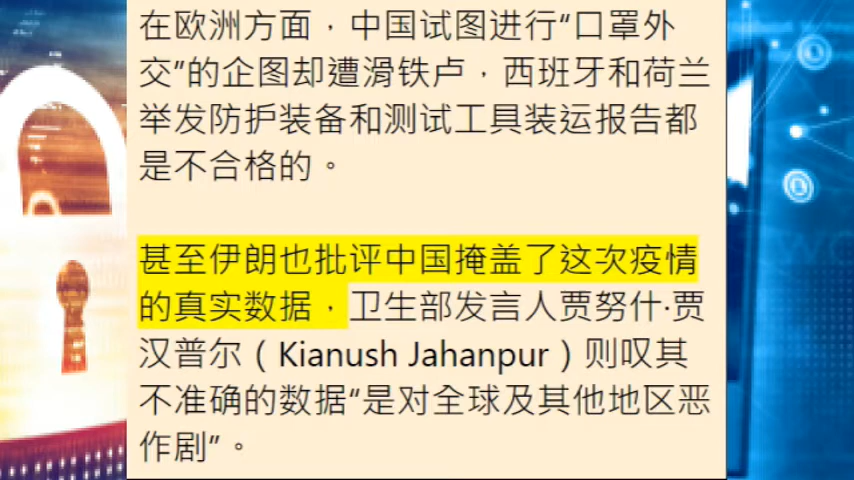 在欧洲方面，中国试图进行“口罩外
交”的企图却遭滑铁卢，西班牙和荷兰
举发防护装备和测试工具装运报告都
是不合格的。
甚至伊朗也批评中国掩盖了这次疫情
的真实数据，卫生部发言人贾努什·贾
汉普尔（Kianush Jahanpur）则叹其
不准确的数据“是对全球及其他地区恶
作剧”。